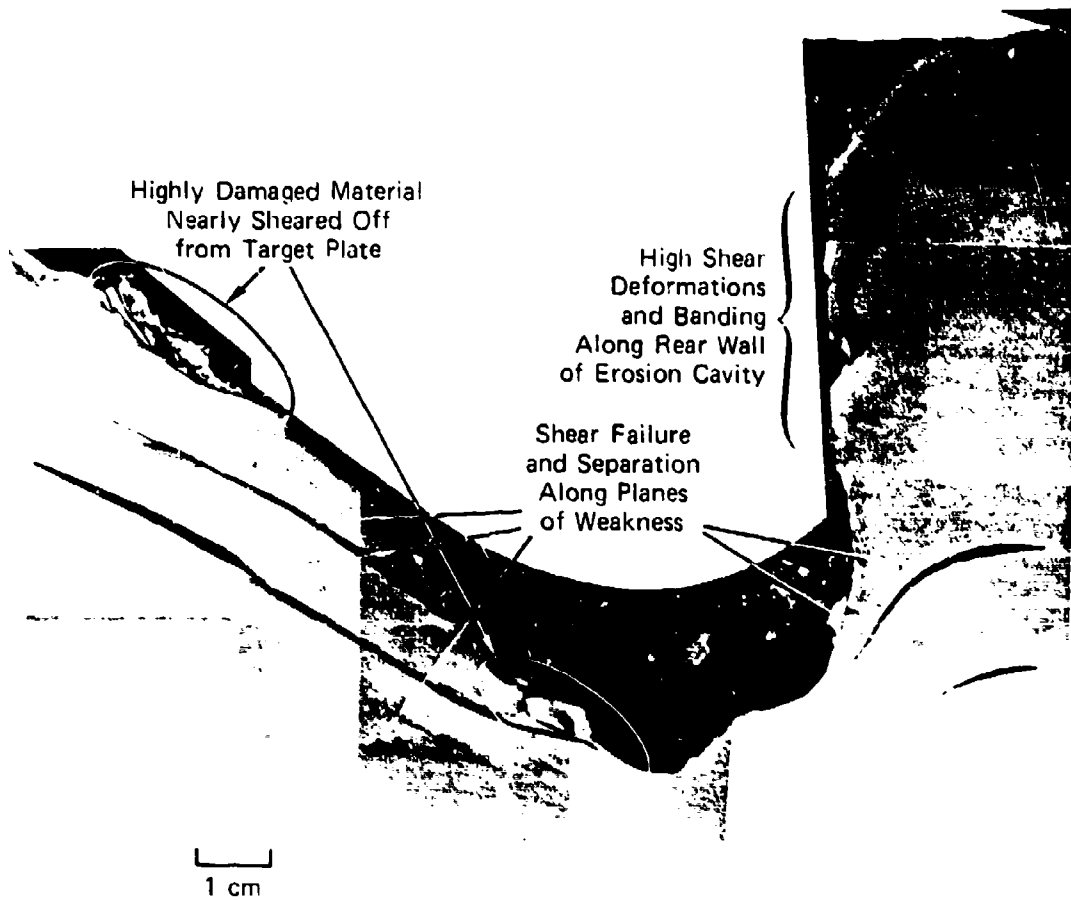 Highly Damaged Material
Nearly Sheared Off
from Target Plate
High Shear
Deformations
and Banding
Along Rear Wall
of Erosion Cavity
Shear Failure
and Separation
Along Planes
of Weakness
1 cm